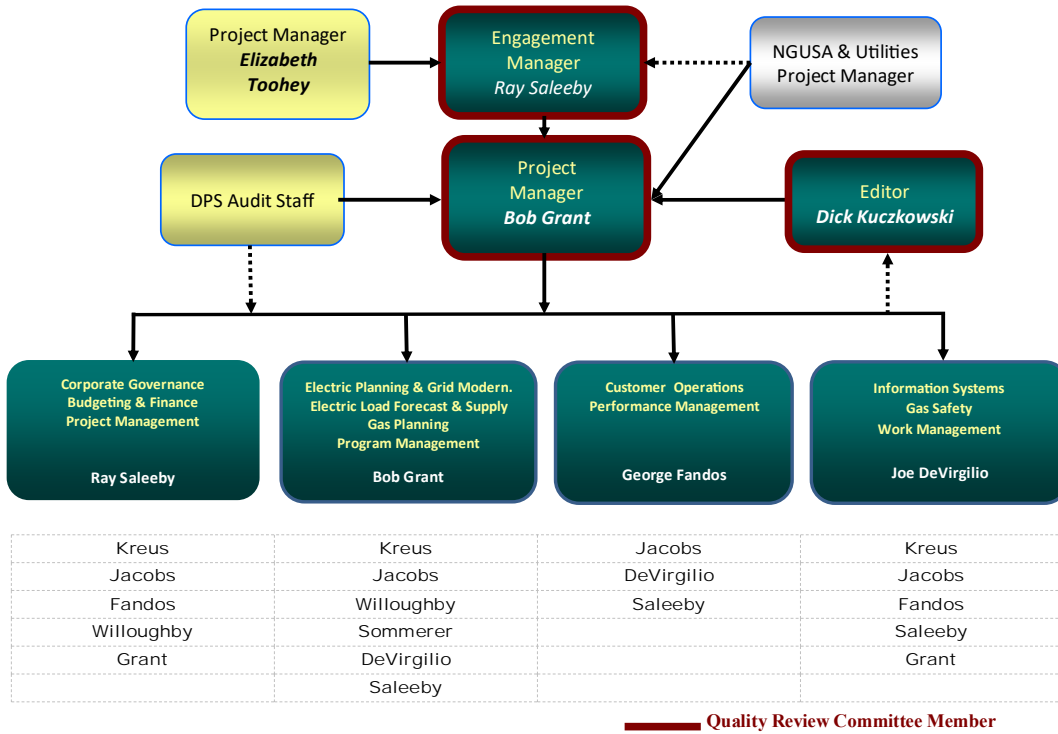 Project Manager
Elizabeth
Toohey
Engagement
Manager
Ray Saleeby
NGUSA & Utilities
Project Manager
DPS Audit Staff
Project
Manager
Bob Grant
Editor
Dick Kuczkowski
Corporate Governance
Budgeting & Finance
Project Management
Ray Saleeby
Electric Planning & Grid Modern.
Electric Load Forecast & Supply
Gas Planning
Program Management
Bob Grant
Customer Operations
Performance Management
George Fandos
Information Systems
Gas Safety
Work Management
Joe DeVirgilio
Kreus Kreus Jacobs Kreus
Jacobs Jacobs DeVirgilio Jacobs
Fandos Willoughby Saleeby Fandos
Willoughby Sommerer Saleeby
Grant DeVirgilio Grant
Saleeby
Quality Review Committee Member